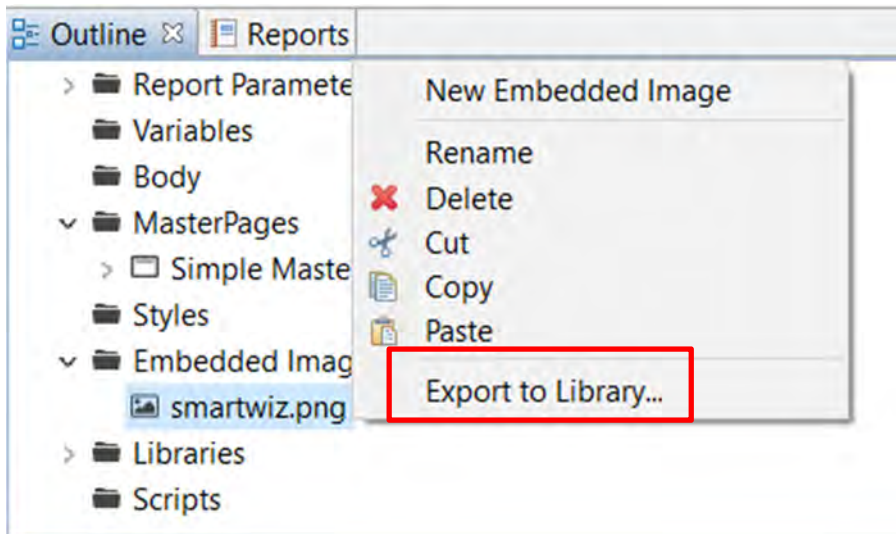 Outline Reports
Report Paramete
New Embedded Image
Variables
Rename
Body
Delete
MasterPages
Cut
Simple Maste
Copy
Styles
Paste
Embedded Imag
Export to Library...
smartwiz.png
Libraries
Scripts